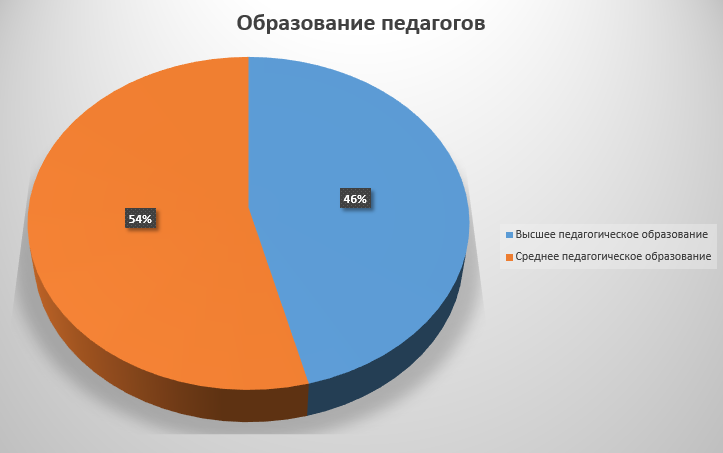 Образование педагогов
46%
54%
Высшее педагогическое образование
Среднее педагогическое образование